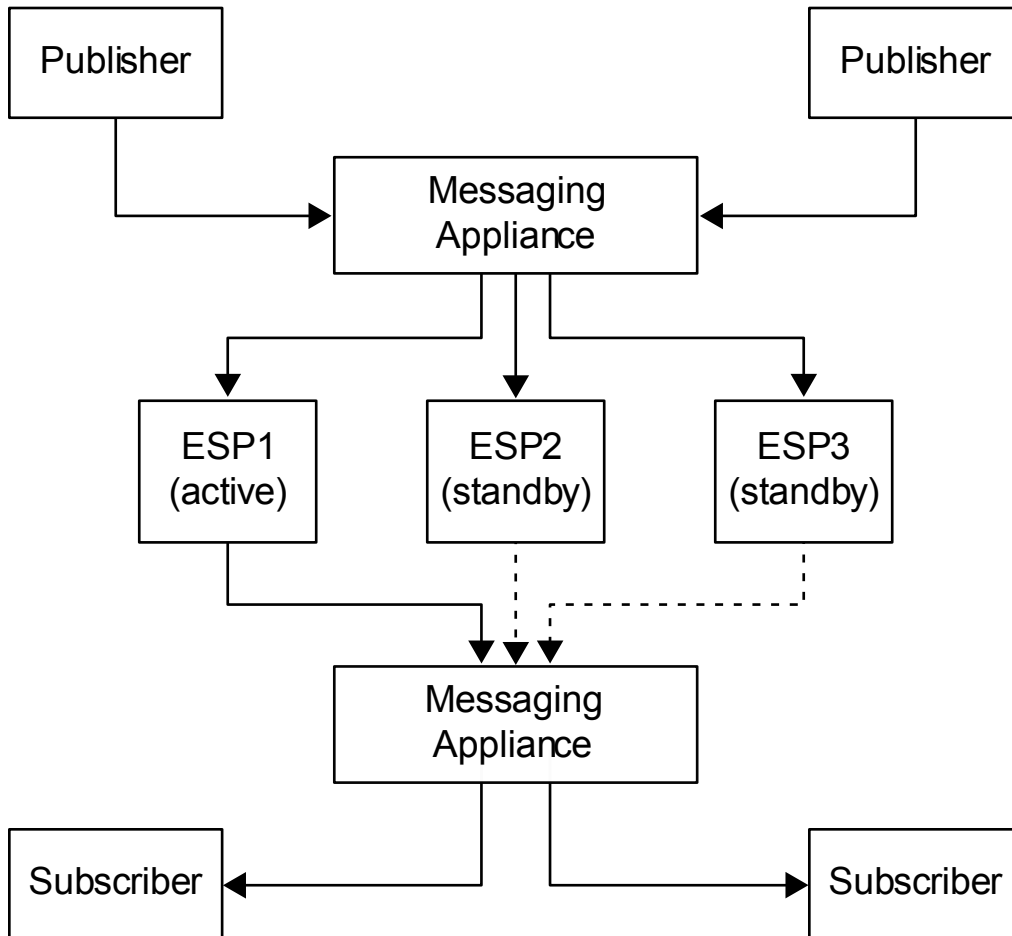 Publisher
Publisher
Messaging
Appliance
ESP1
(active)
ESP2
(standby)
ESP3
(standby)
Messaging
Appliance
Subscriber
Subscriber